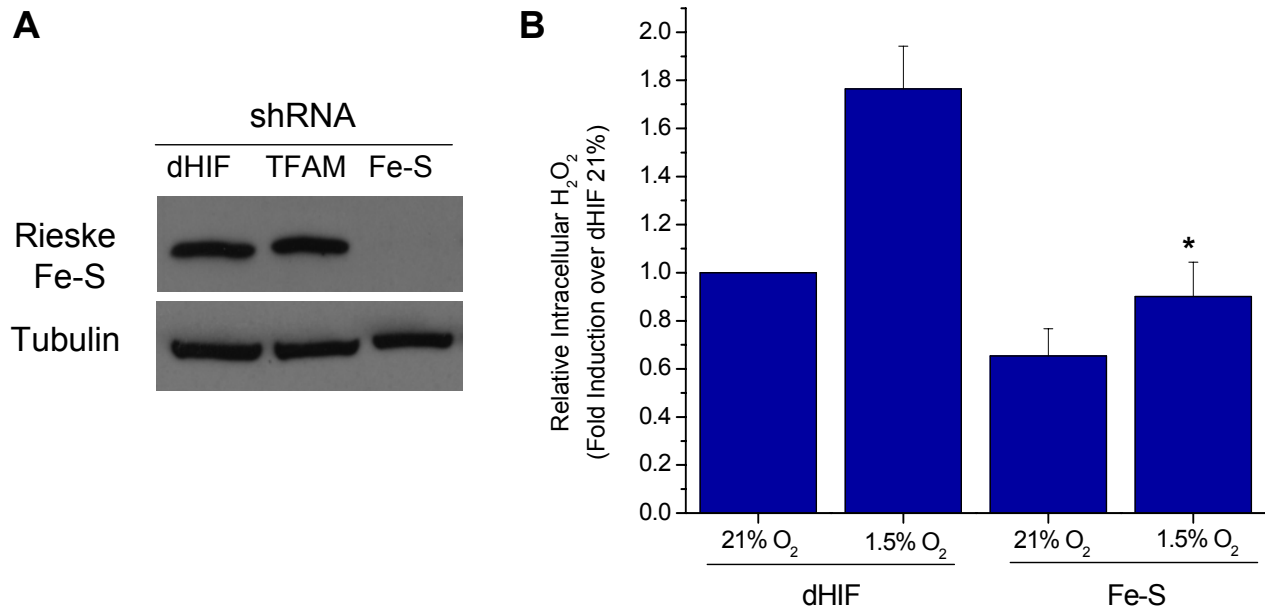 A
shRNA
dHIF TFAM Fe-S
Rieske
Fe-S
Tubulin
B
Relative Intracellular H₂O₂
(Fold Induction over dHIF 21%)
2.0
1.8
1.6
1.4
1.2
1.0
0.8
0.6
0.4
0.2
0.0
*
21% O₂ 1.5% O₂ 21% O₂ 1.5% O₂
dHIF Fe-S